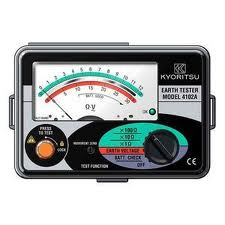 KYORITSU
EARTH TESTER
MODEL 4102A
Ω·V
PRESS
TO TEST
LOCK
×100Ω
×10Ω
×1Ω
EARTH VOLTAGE
BATT. CHECK
OFF
TEST FUNCTION
CE